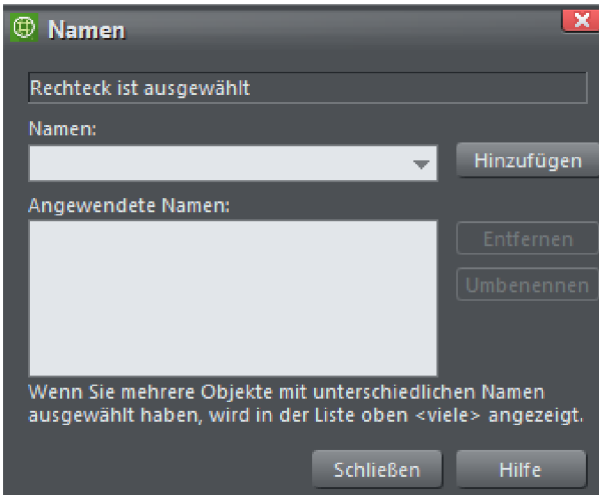 Namen
Rechteck ist ausgewählt
Namen:
Hinzufügen
Angewendete Namen:
Entfernen
Umbenennen
Wenn Sie mehrere Objekte mit unterschiedlichen Namen
ausgewählt haben, wird in der Liste oben <viele> angezeigt.
Schließen
Hilfe